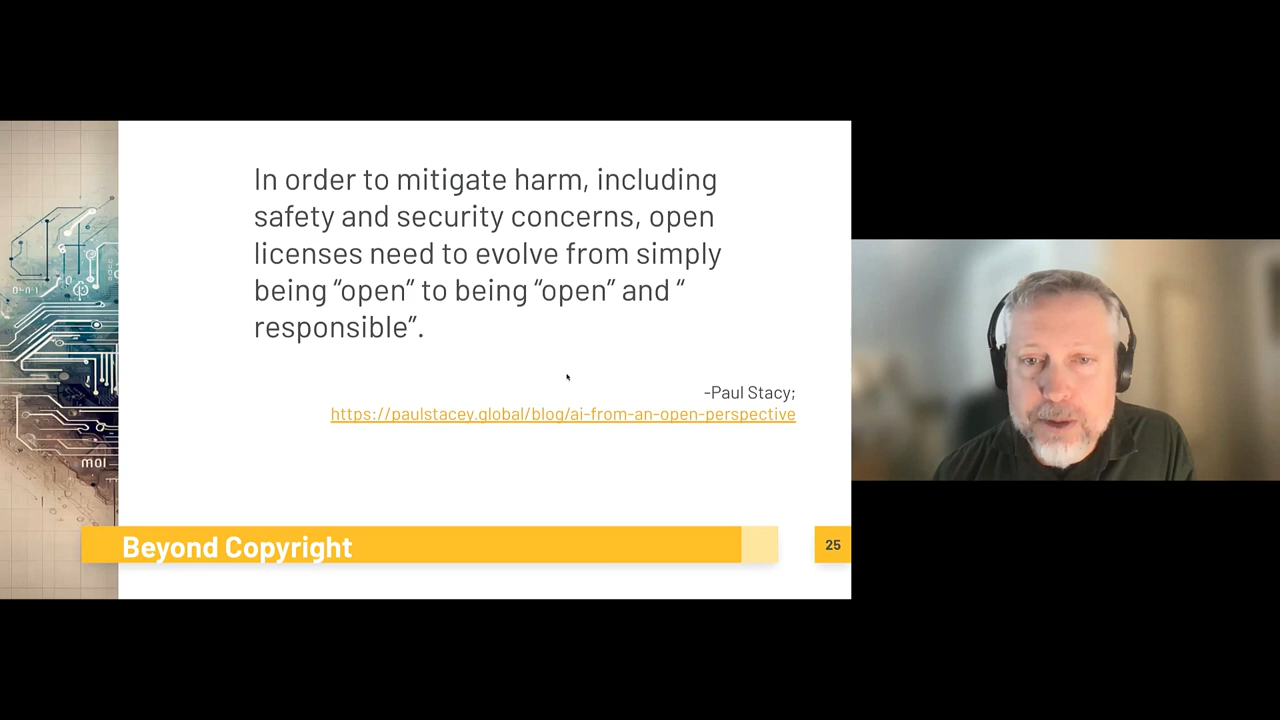 In order to mitigate harm, including
safety and security concerns, open
licenses need to evolve from simply
being “open” to being “open” and “
responsible”.
-Paul Stacy;
https://paulstacey.global/blog/ai-from-an-open-perspective
moı
Beyond Copyright
25